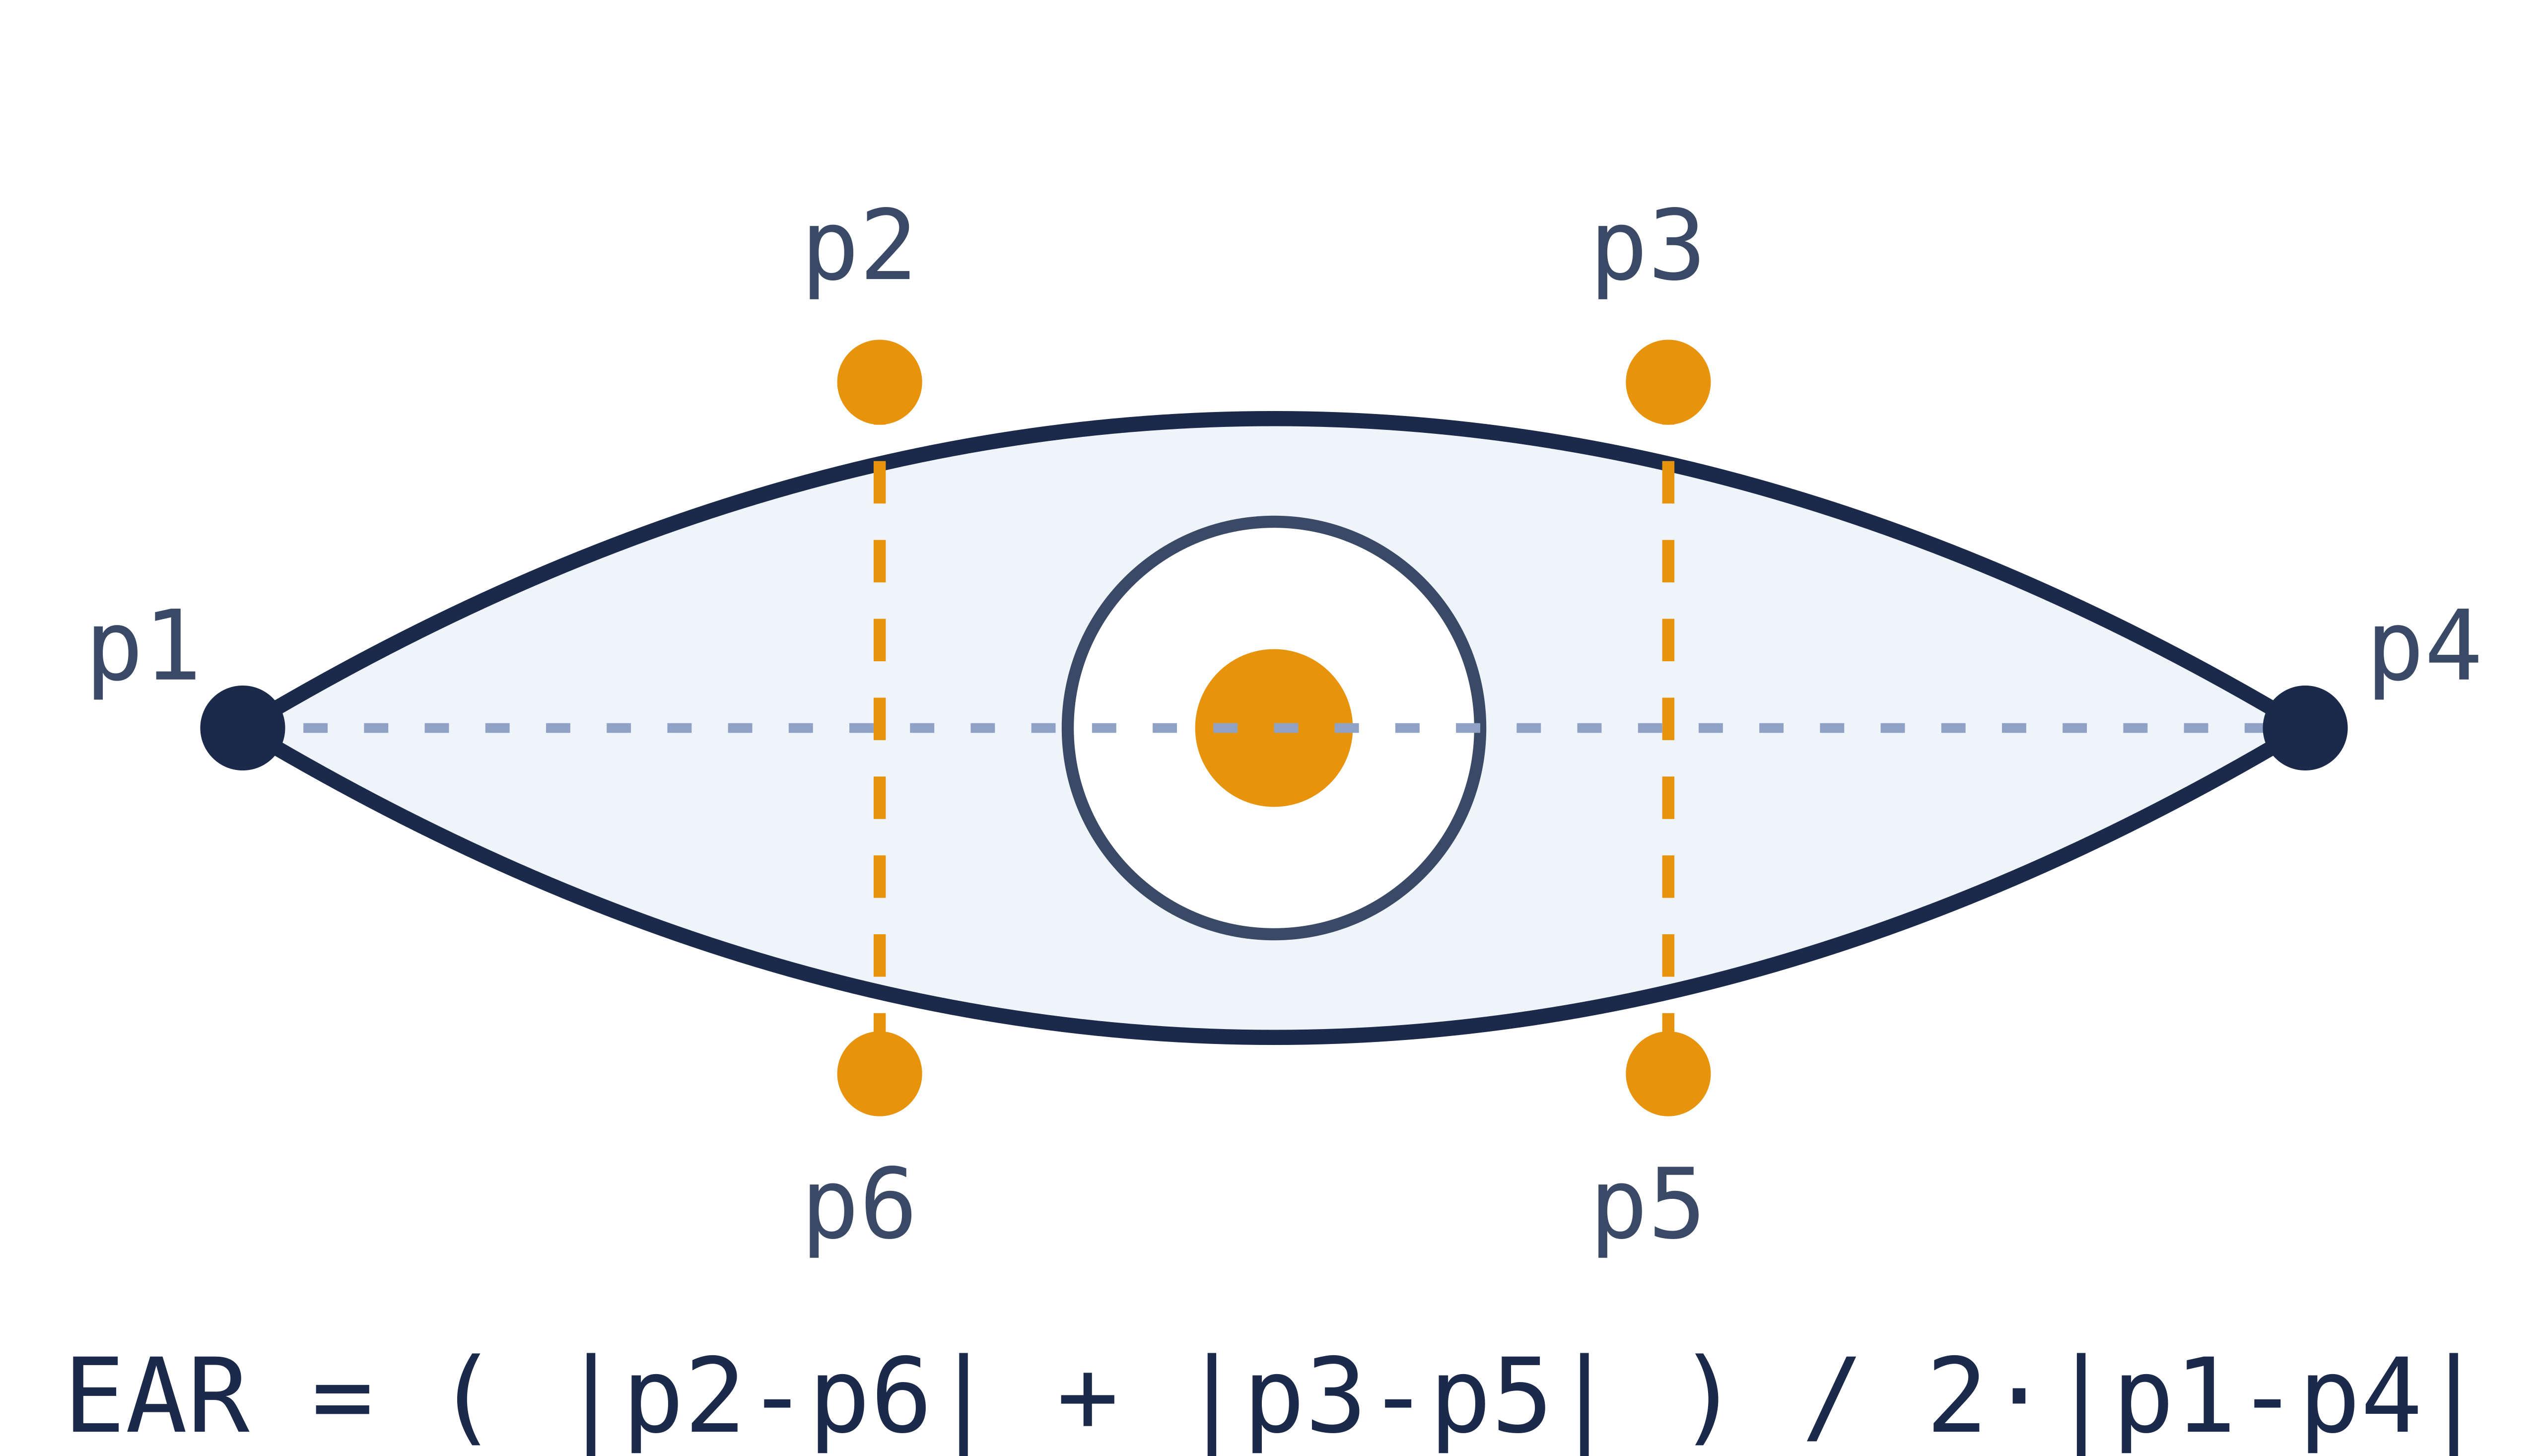 p2 p3
p1 p4
p6 p5
EAR = ( |p2-p6| + |p3-p5| ) / 2·|p1-p4|